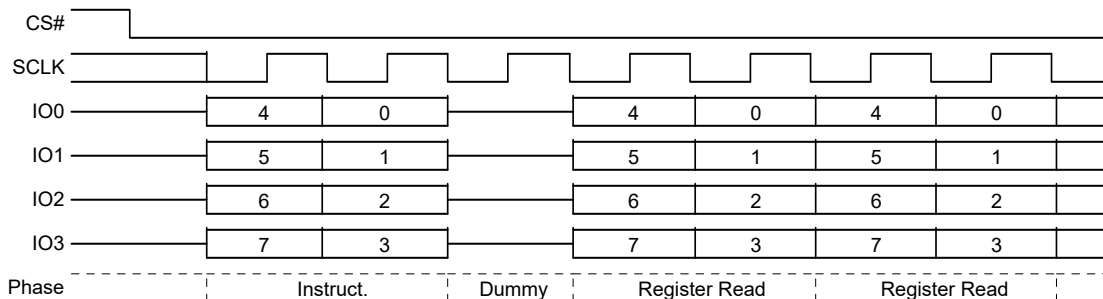 CS#
SCLK
IO0 4 0 4 0 4 0
IO1 5 1 5 1 5 1
IO2 6 2 6 2 6 2
IO3 7 3 7 3 7 3
Phase Instruct. Dummy Register Read Register Read